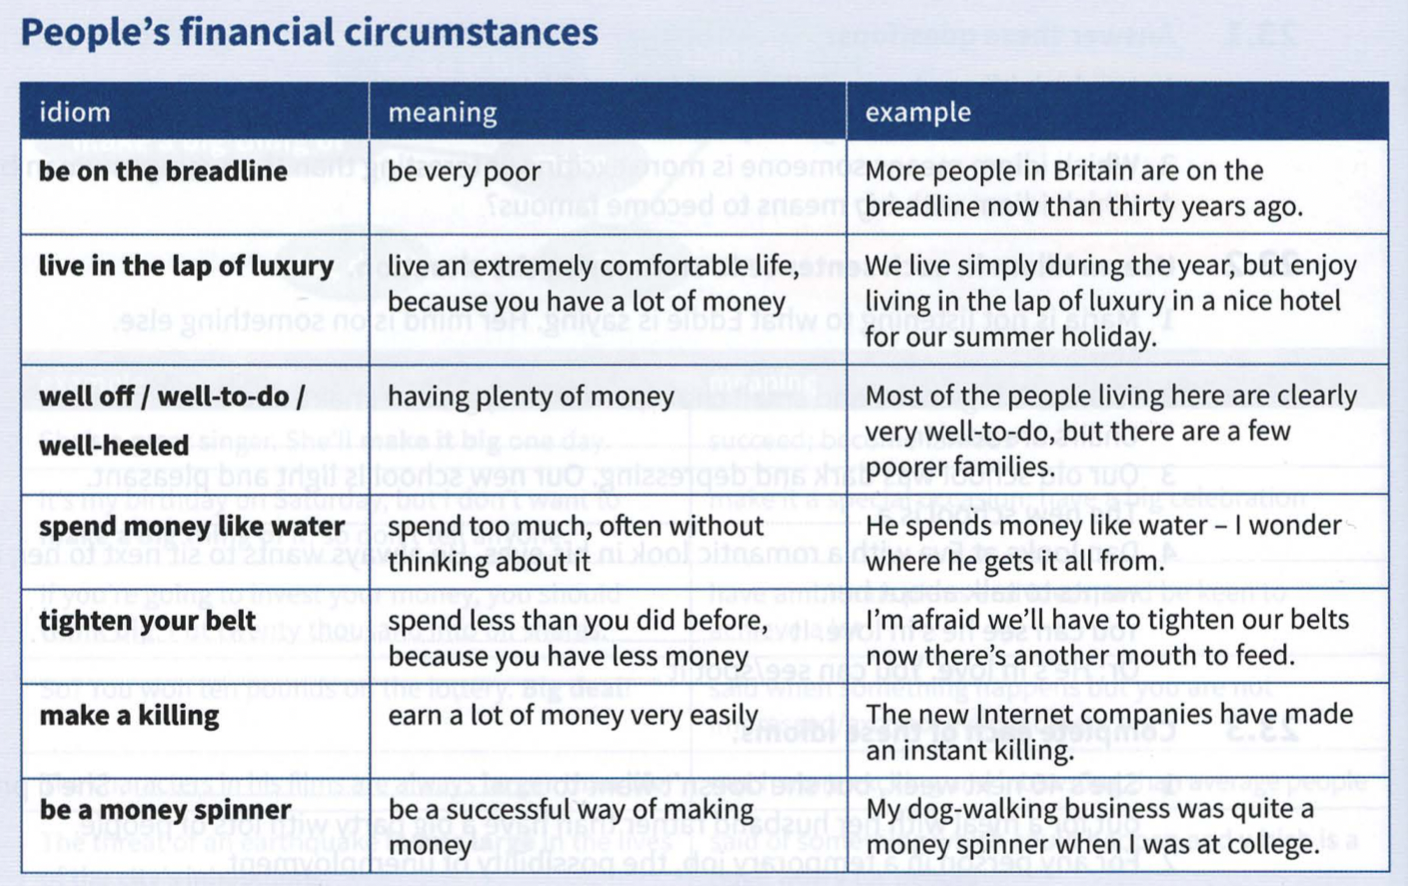 People's financial circumstances
idiom
meaning
example
be on the breadline
be very poor
More people in Britain are on the
breadline now than thirty years ago.
live in the lap of luxury
live an extremely comfortable life,
because you have a lot of money
We live simply during the year, but enjoy
living in the lap of luxury in a nice hotel
for our summer holiday.
well off / well-to-do /
well-heeled
having plenty of money
Most of the people living here are clearly
very well-to-do, but there are a few
poorer families.
spend money like water
spend too much, often without
thinking about it
He spends money like water – I wonder
where he gets it all from.
tighten your belt
spend less than you did before,
because you have less money
I'm afraid we'll have to tighten our belts
now there's another mouth to feed.
make a killing
earn a lot of money very easily
The new Internet companies have made
an instant killing.
be a money spinner
be a successful way of making
money
My dog-walking business was quite a
money spinner when I was at college.